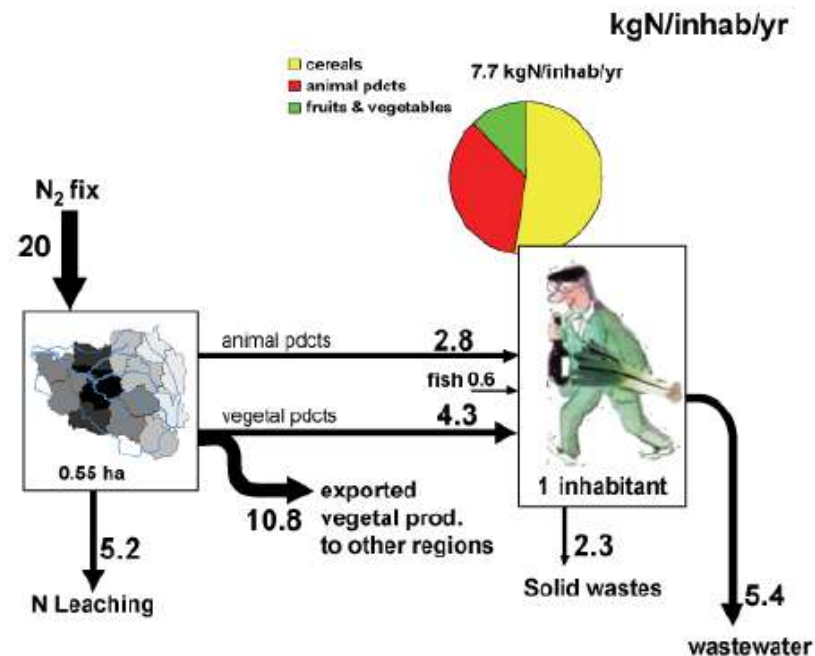 kgN/inhab/yr
cereals
animal pdcts
fruits & vegetables
7.7 kgN/inhab/yr
N₂ fix
20
animal pdcts
2.8
fish 0.6
vegetal pdcts
4.3
0.55 ha
1 inhabitant
10.8
exported
vegetal prod.
to other regions
5.2
N Leaching
2.3
Solid wastes
5.4
wastewater